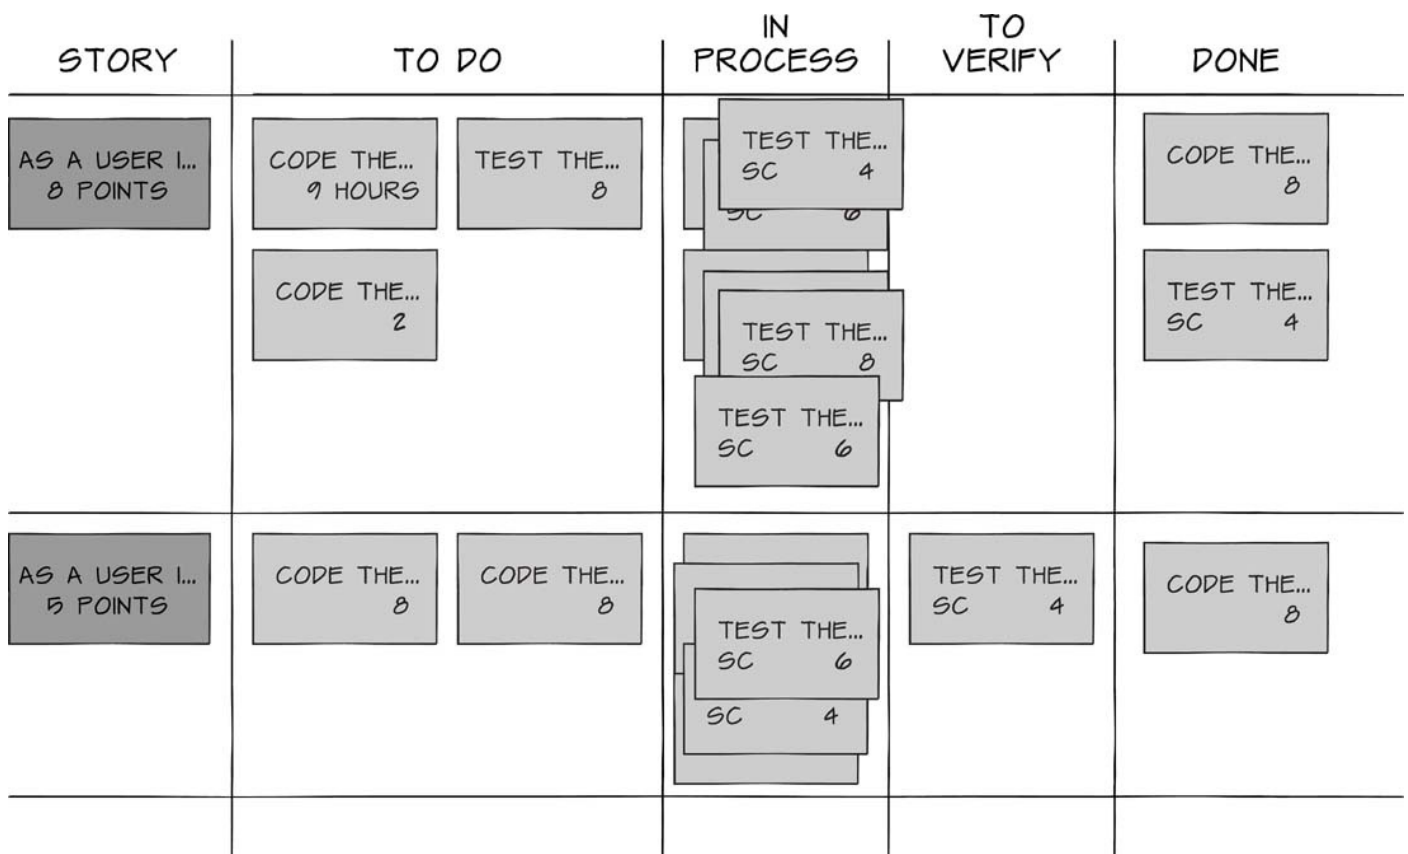 STORY
TO DO
IN
PROCESS
TO
VERIFY
DONE
AS A USER I...
8 POINTS
CODE THE...
9 HOURS
TEST THE...
8
CODE THE...
2
TEST THE...
SC 4
SC 6
TEST THE...
SC 8
TEST THE...
SC 6
CODE THE...
8
TEST THE...
SC 4
AS A USER I...
5 POINTS
CODE THE...
8
CODE THE...
8
TEST THE...
SC 6
SC 4
TEST THE...
SC 4
CODE THE...
8